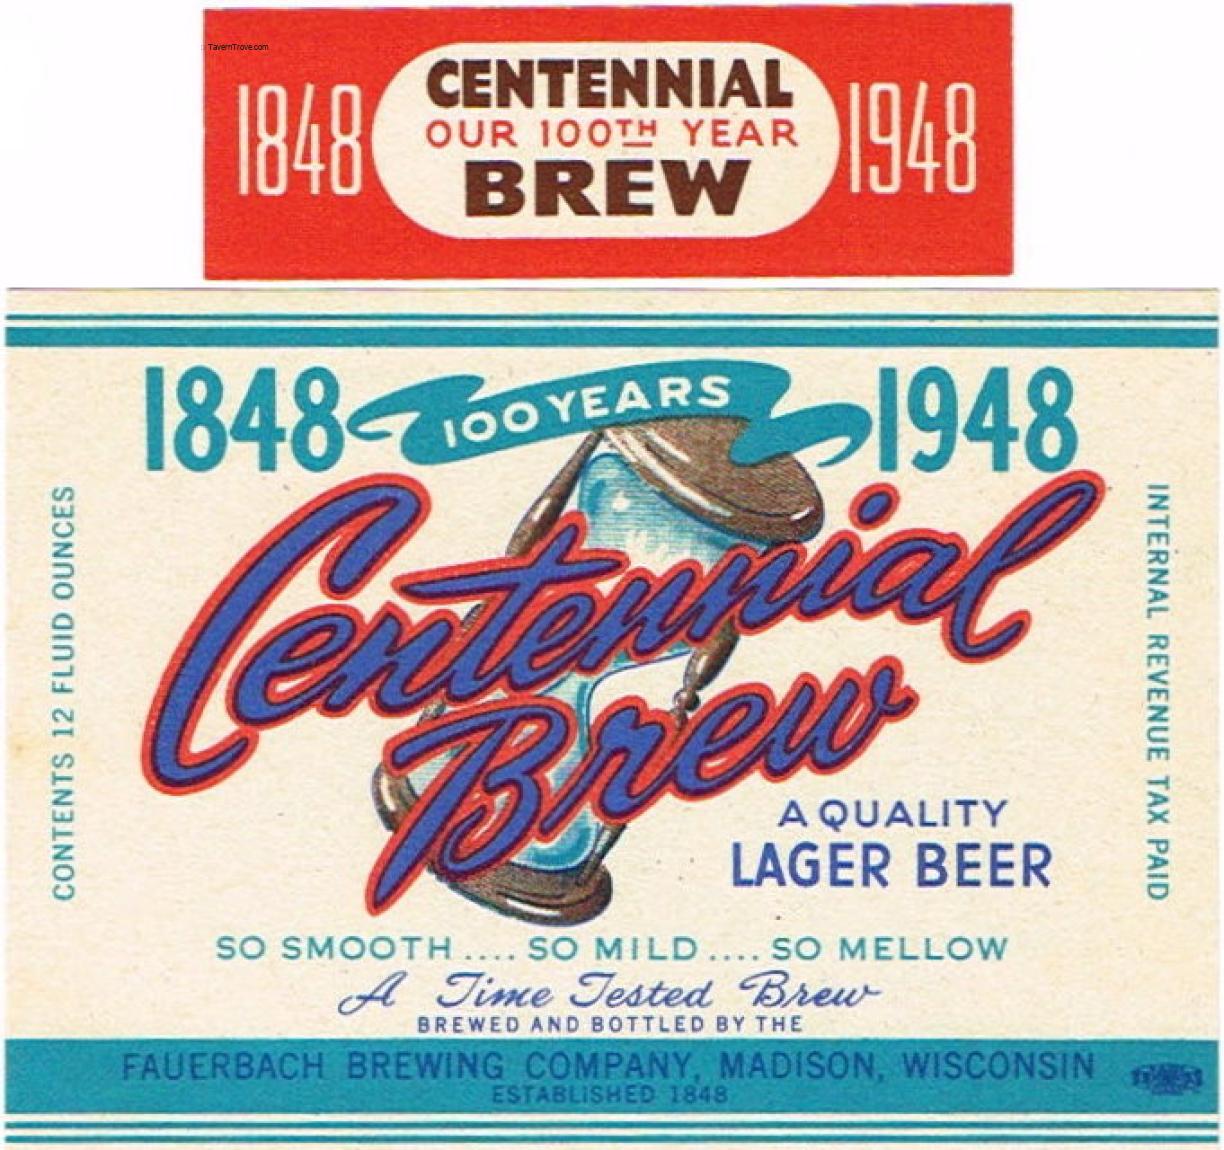 TavernTrove.com
CENTENNIAL
1848 OUR 100TH YEAR 1948
BREW
1848 100 YEARS 1948
Centennial
Brew
CONTENTS 12 FLUID OUNCES
INTERNAL REVENUE TAX PAID
A QUALITY
LAGER BEER
SO SMOOTH .... SO MILD .... SO MELLOW
A Time Tested Brew
BREWED AND BOTTLED BY THE
FAUERBACH BREWING COMPANY, MADISON, WISCONSIN
ESTABLISHED 1848